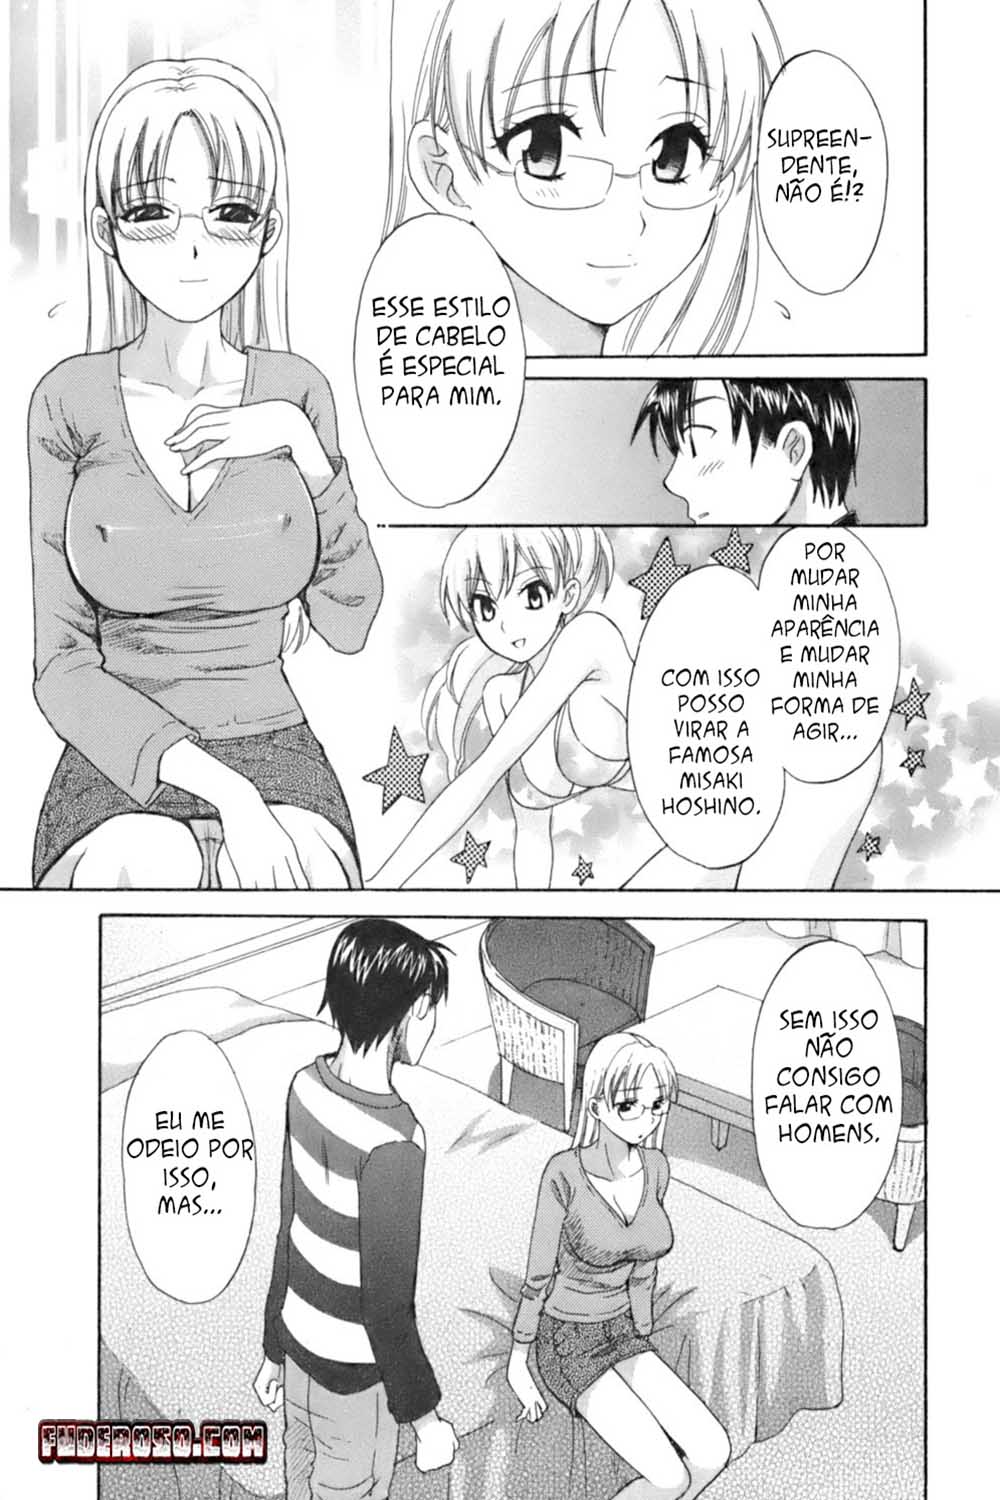 SUPREEN-
DENTE,
NÃO É!?
ESSE ESTILO
DE CABELO
É ESPECIAL
PARA MIM.
POR
MUDAR
MINHA
APARÊNCIA
E MUDAR
MINHA
FORMA DE
AGIR...
COM ISSO
POSSO
VIRAR A
FAMOSA
MISAKI
HOSHINO.
SEM ISSO
NÃO
CONSIGO
FALAR COM
HOMENS.
EU ME
ODEIO POR
ISSO,
MAS...
FUDEROSO.COM